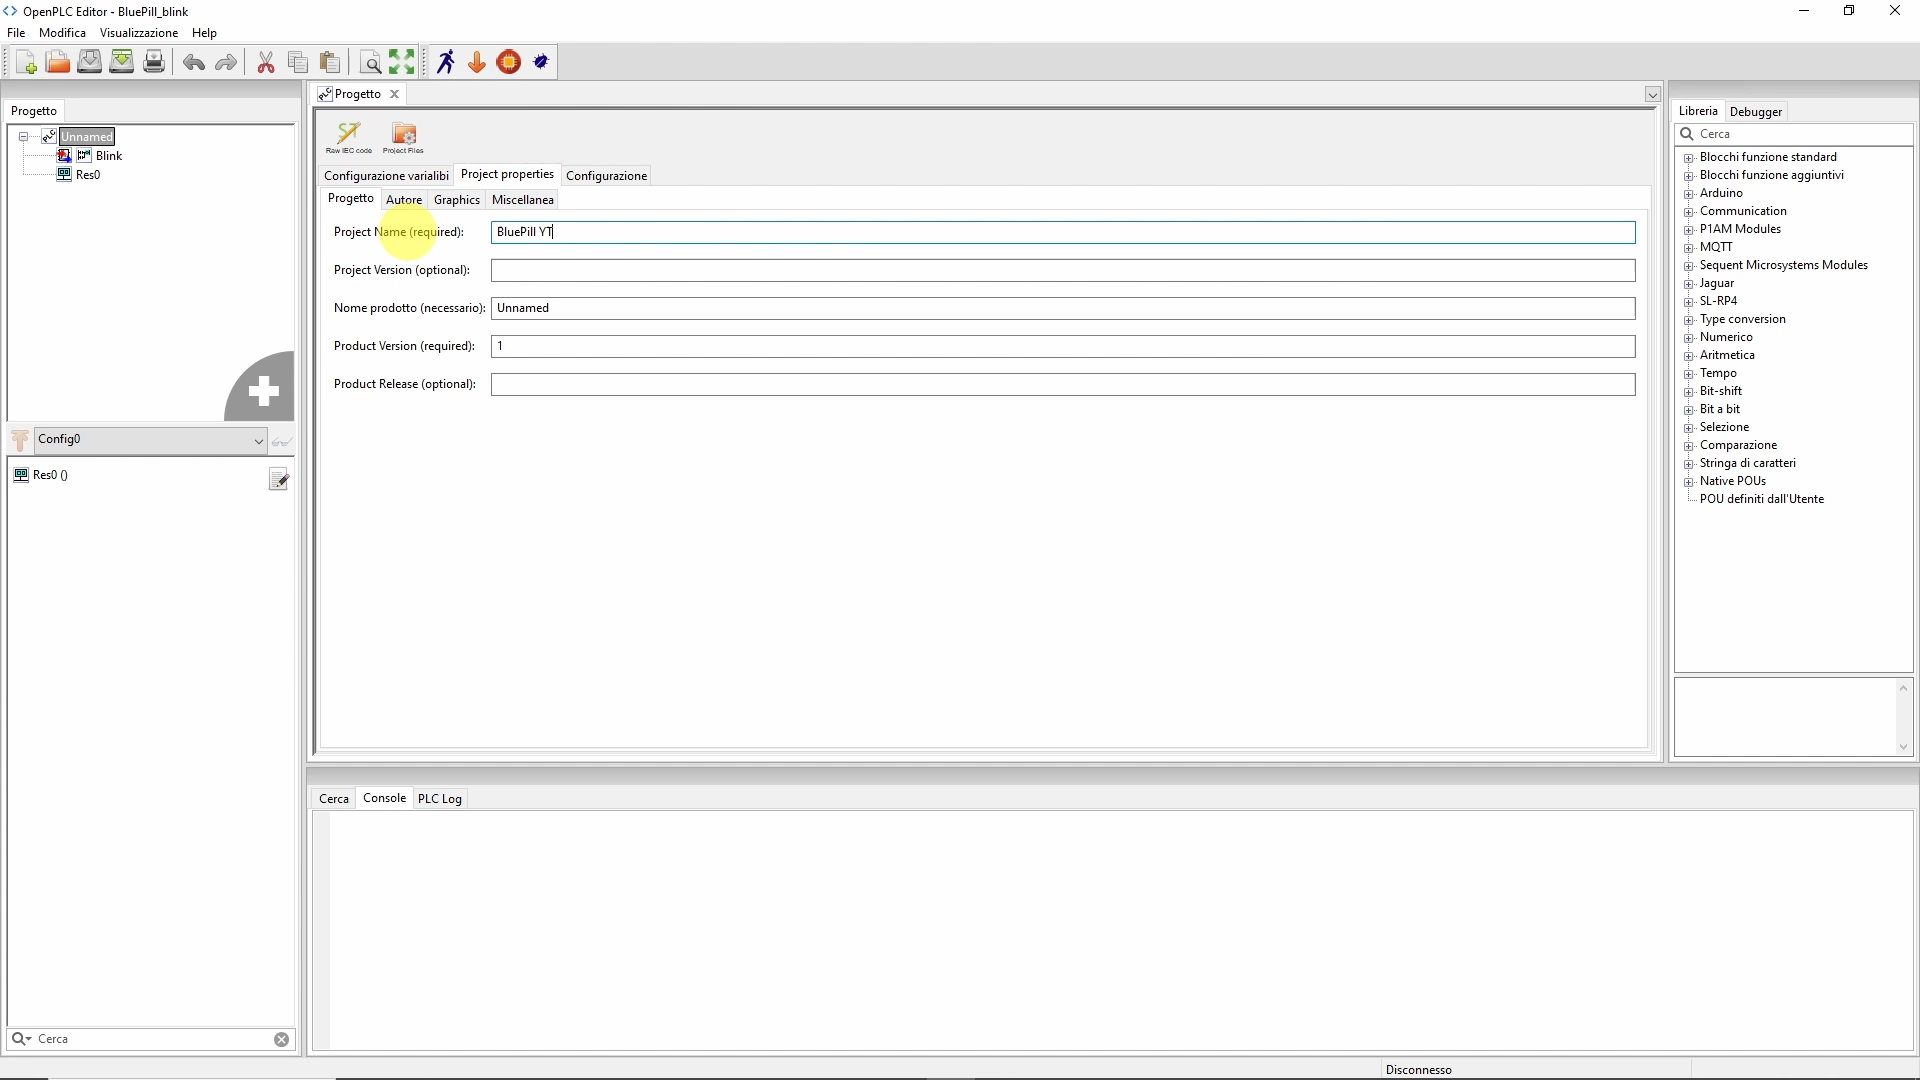 OpenPLC Editor - BluePill_blink
File Modifica Visualizzazione Help
Progetto
Unnamed
Blink
Res0
Config0
Res0 ()
Cerca
Progetto
Raw IEC code Project Files
Configurazione varialibi Project properties Configurazione
Progetto Autore Graphics Miscellanea
Project Name (required): BluePill YT
Project Version (optional):
Nome prodotto (necessario): Unnamed
Product Version (required): 1
Product Release (optional):
Cerca Console PLC Log
Libreria Debugger
Cerca
Blocchi funzione standard
Blocchi funzione aggiuntivi
Arduino
Communication
P1AM Modules
MQTT
Sequent Microsystems Modules
Jaguar
SL-RP4
Type conversion
Numerico
Aritmetica
Tempo
Bit-shift
Bit a bit
Selezione
Comparazione
Stringa di caratteri
Native POUs
POU definiti dall'Utente
Disconnesso